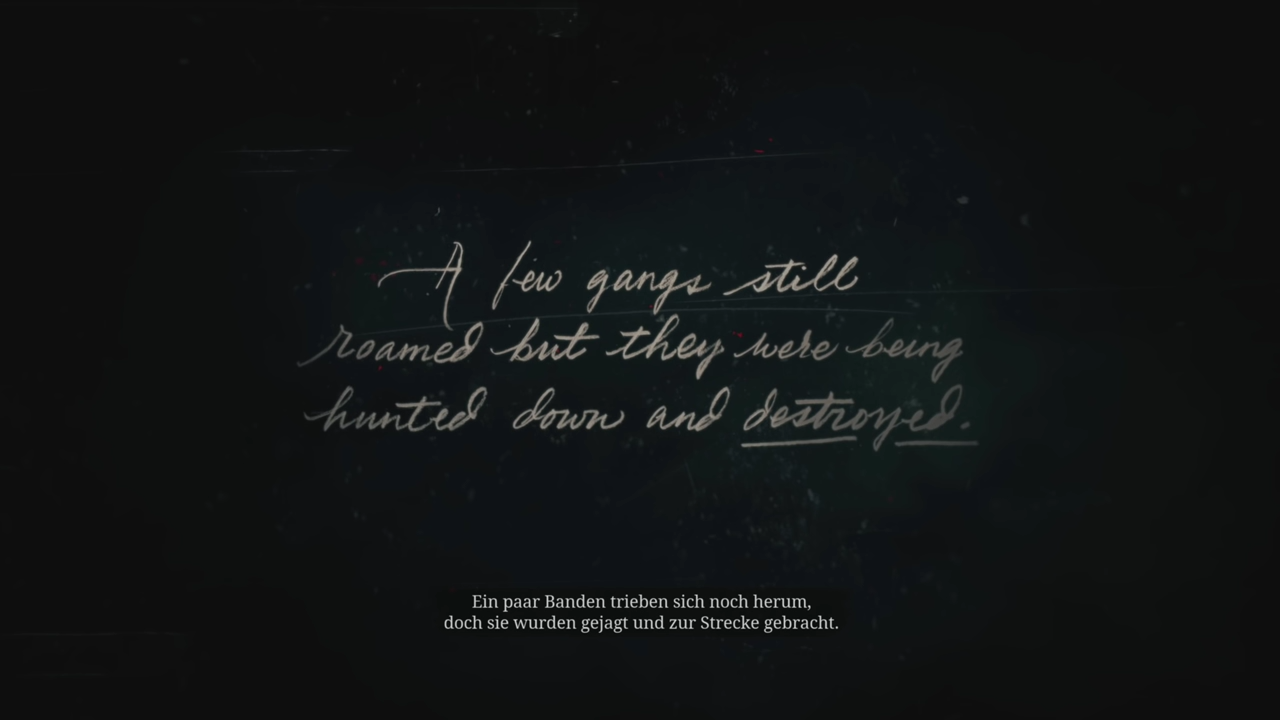 A few gangs still
roamed but they were being
hunted down and destroyed.
Ein paar Banden trieben sich noch herum,
doch sie wurden gejagt und zur Strecke gebracht.